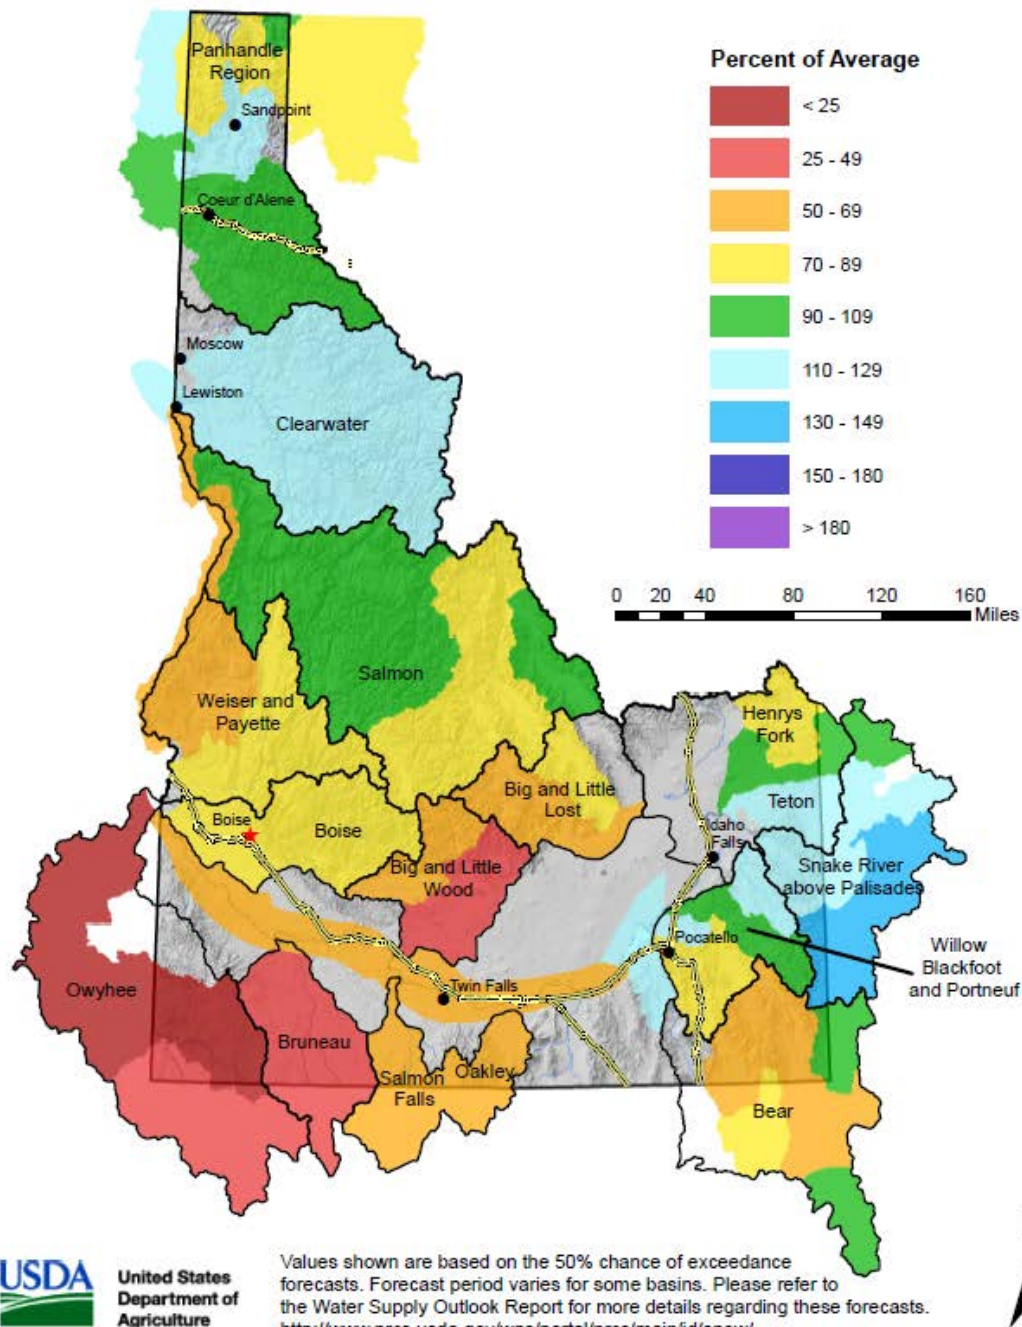 Panhandle
Region
Sandpoint
Coeur d'Alene
Moscow
Lewiston
Clearwater
Salmon
Weiser and
Payette
Boise
Boise
Big and Little
Wood
Big and Little
Lost
Henrys
Fork
Teton
Idaho
Falls
Snake River
above Palisades
Pocatello
Willow
Blackfoot
and Portneuf
Twin Falls
Owyhee
Bruneau
Salmon
Falls
Oakley
Bear
Percent of Average
< 25
25 - 49
50 - 69
70 - 89
90 - 109
110 - 129
130 - 149
150 - 180
> 180
0 20 40 80 120 160
Miles
USDA
United States
Department of
Agriculture
Values shown are based on the 50% chance of exceedance
forecasts. Forecast period varies for some basins. Please refer to
the Water Supply Outlook Report for more details regarding these forecasts.